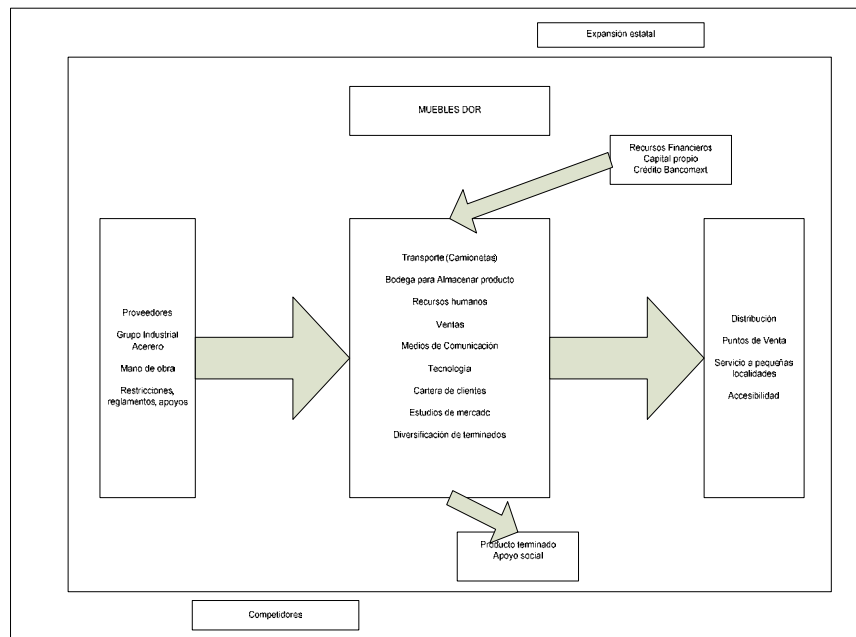 Expansión estatal
MUEBLES DOR
Recursos Financieros
Capital propio
Crédito Bancomext
Proveedores
Grupo Industrial
Acerero
Mano de obra
Restricciones,
reglamentos, apoyos
Transporte (Camionetas)
Bodega para Almacenar producto
Recursos humanos
Ventas
Medios de Comunicación
Tecnología
Cartera de clientes
Estudios de mercado
Diversificación de terminados
Distribución
Puntos de Venta
Servicio a pequeñas
localidades
Accesibilidad
Producto terminado
Apoyo social
Competidores